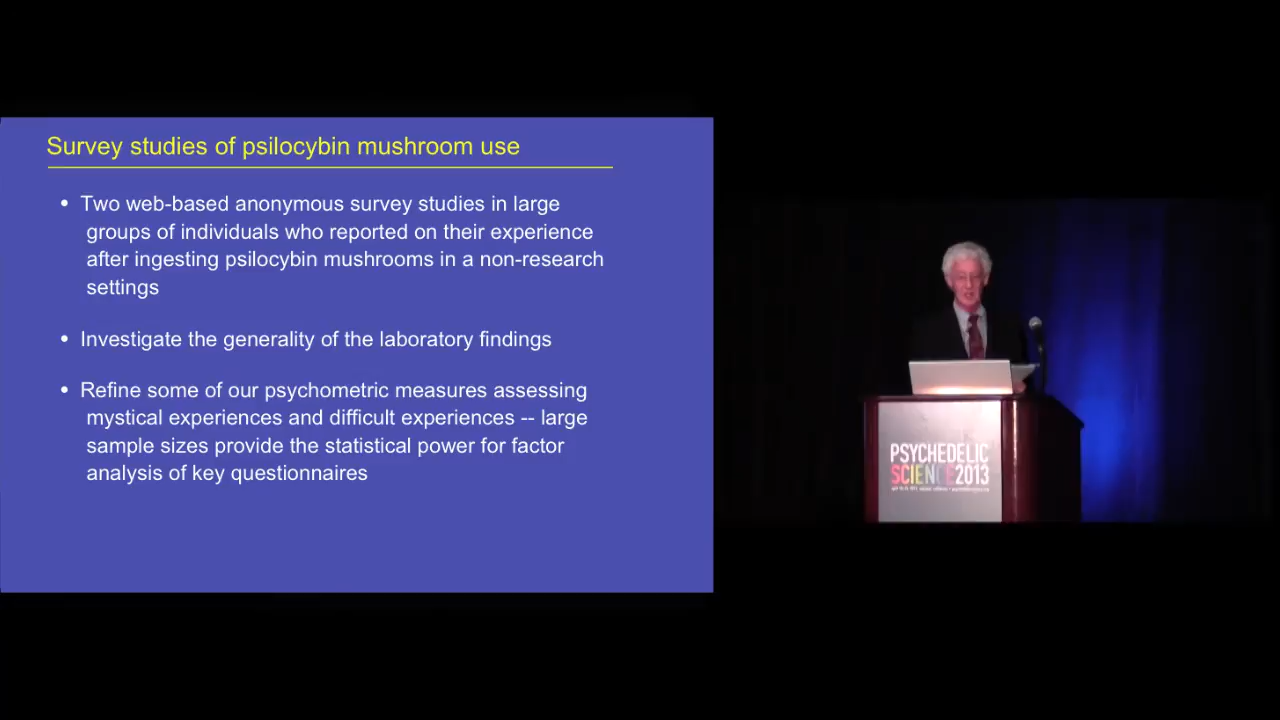 Survey studies of psilocybin mushroom use
• Two web-based anonymous survey studies in large
groups of individuals who reported on their experience
after ingesting psilocybin mushrooms in a non-research
settings
• Investigate the generality of the laboratory findings
• Refine some of our psychometric measures assessing
mystical experiences and difficult experiences -- large
sample sizes provide the statistical power for factor
analysis of key questionnaires
PSYCHEDELIC
SCIENCE2013